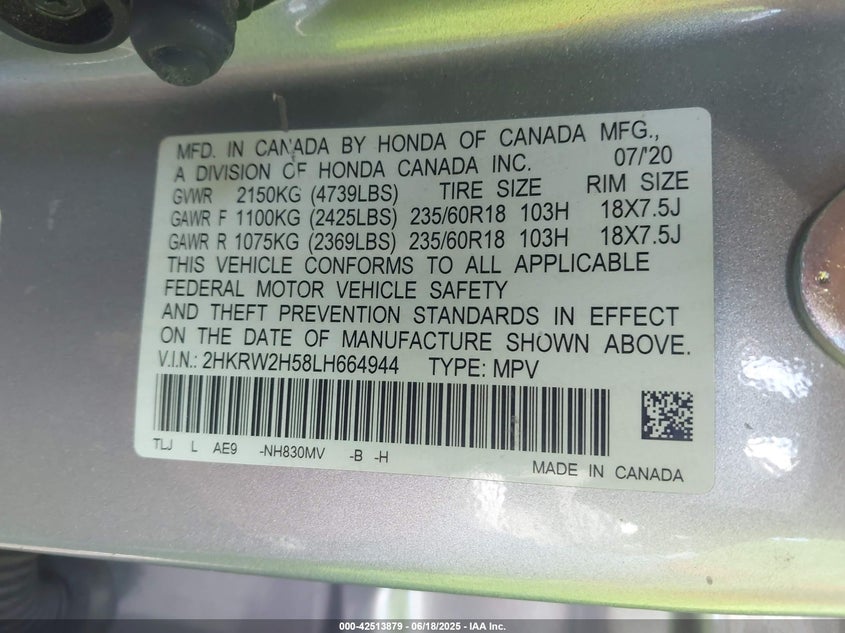 MFD. IN CANADA BY HONDA OF CANADA MFG.,
A DIVISION OF HONDA CANADA INC. 07/'20
GVWR 2150KG (4739LBS) TIRE SIZE RIM SIZE
GAWR F 1100KG (2425LBS) 235/60R18 103H 18X7.5J
GAWR R 1075KG (2369LBS) 235/60R18 103H 18X7.5J
THIS VEHICLE CONFORMS TO ALL APPLICABLE
FEDERAL MOTOR VEHICLE SAFETY
AND THEFT PREVENTION STANDARDS IN EFFECT
ON THE DATE OF MANUFACTURE SHOWN ABOVE.
V.I.N.: 2HKRW2H58LH664944 TYPE: MPV
TLJ L AE9 -NH830MV -B -H
MADE IN CANADA
000-42513879 | 06/18/2025 - IAA Inc.